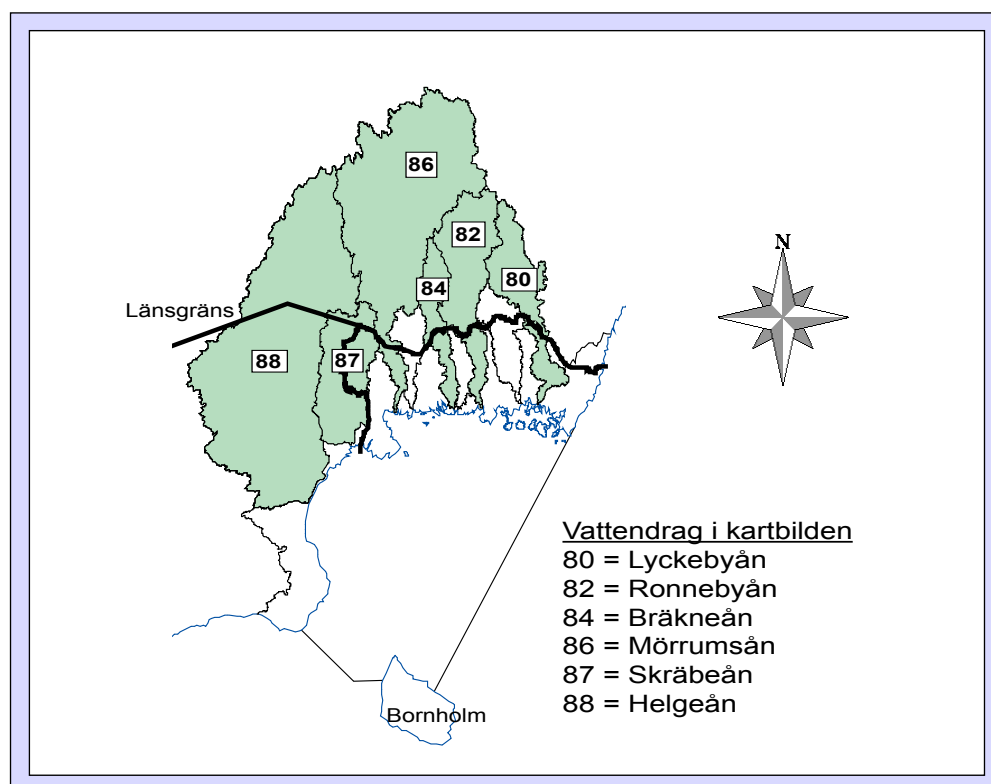 86
82
N
80
84
Länsgräns
88
87
Vattendrag i kartbilden
80 = Lyckebyån
82 = Ronnebyån
84 = Bräkneån
86 = Mörrumsån
87 = Skräbeån
88 = Helgeån
Bornholm